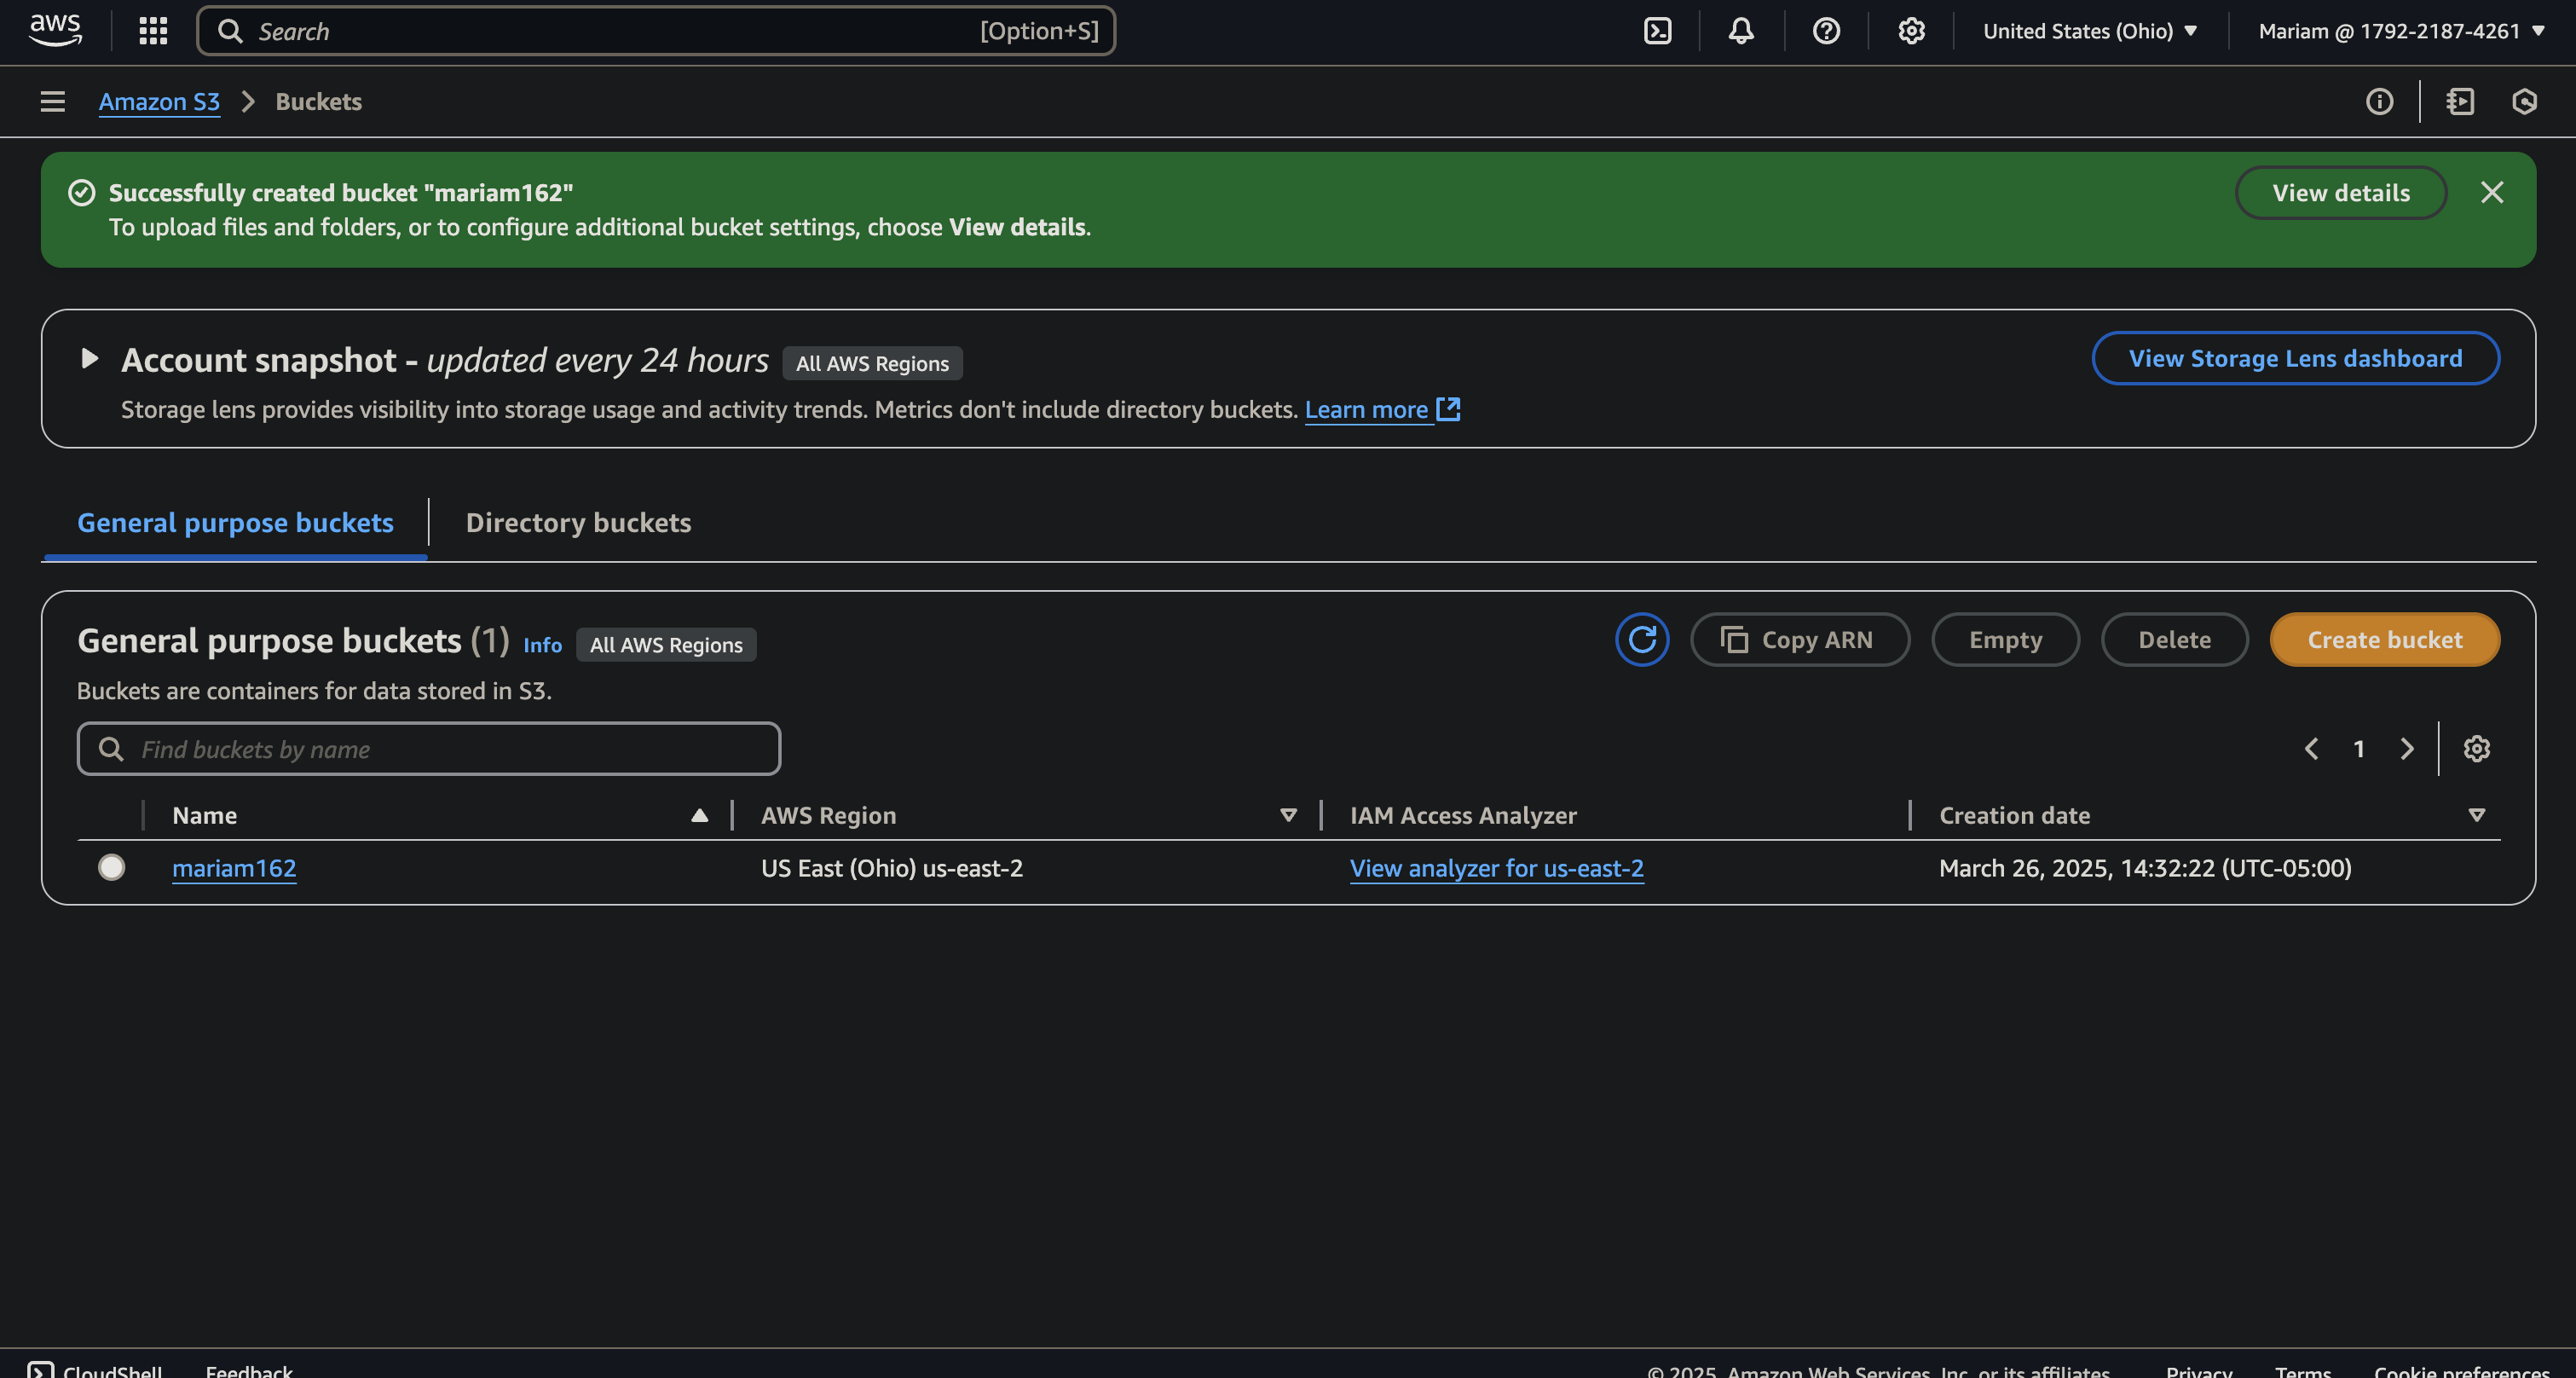 aws
Search [Option+S]
United States (Ohio)
Mariam @ 1792-2187-4261
Amazon S3 > Buckets
Successfully created bucket "mariam162"
To upload files and folders, or to configure additional bucket settings, choose View details.
View details
Account snapshot - updated every 24 hours All AWS Regions
View Storage Lens dashboard
Storage lens provides visibility into storage usage and activity trends. Metrics don't include directory buckets. Learn more
General purpose buckets Directory buckets
General purpose buckets (1) Info All AWS Regions
Copy ARN Empty Delete Create bucket
Buckets are containers for data stored in S3.
Find buckets by name
1
Name AWS Region IAM Access Analyzer Creation date
mariam162 US East (Ohio) us-east-2 View analyzer for us-east-2 March 26, 2025, 14:32:22 (UTC-05:00)
CloudShell Feedback © 2025, Amazon Web Services, Inc. or its affiliates. Privacy Terms Cookie preferences